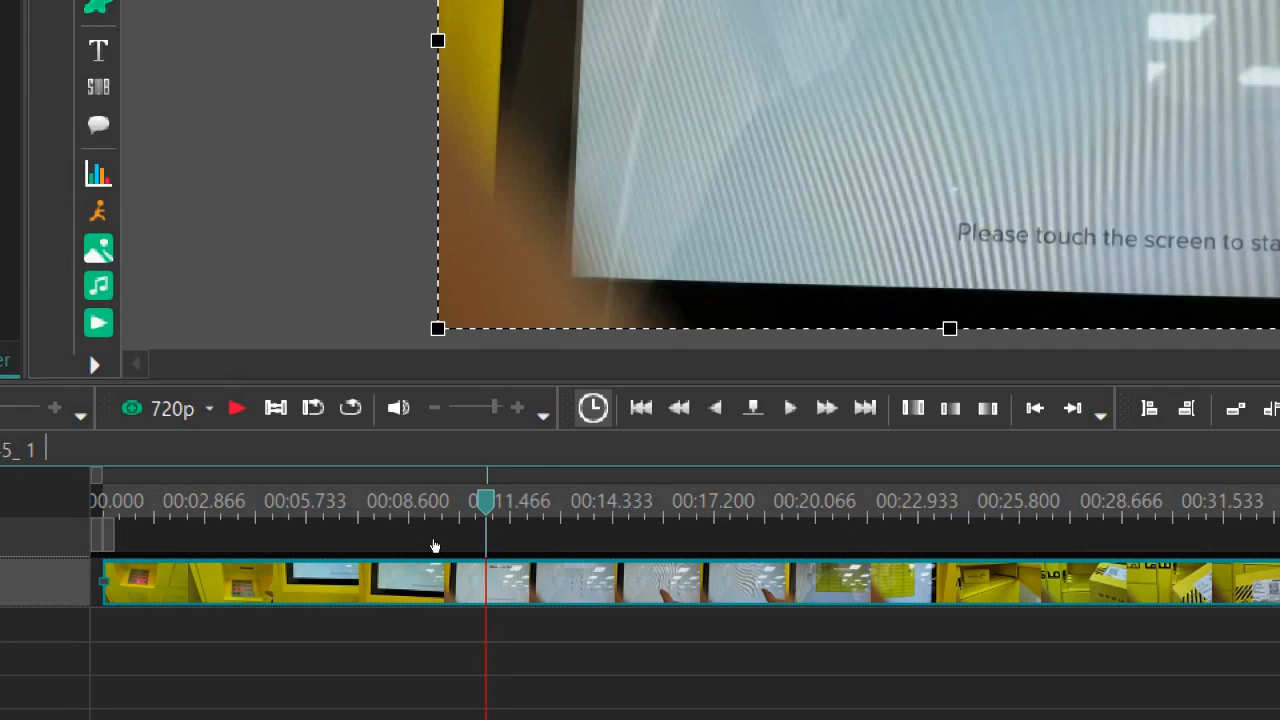 T
Please touch the screen to sta
er
720p
5_ 1
00.000 00:02.866 00:05.733 00:08.600 11.466 00:14.333 00:17.200 00:20.066 00:22.933 00:25.800 00:28.666 00:31.533